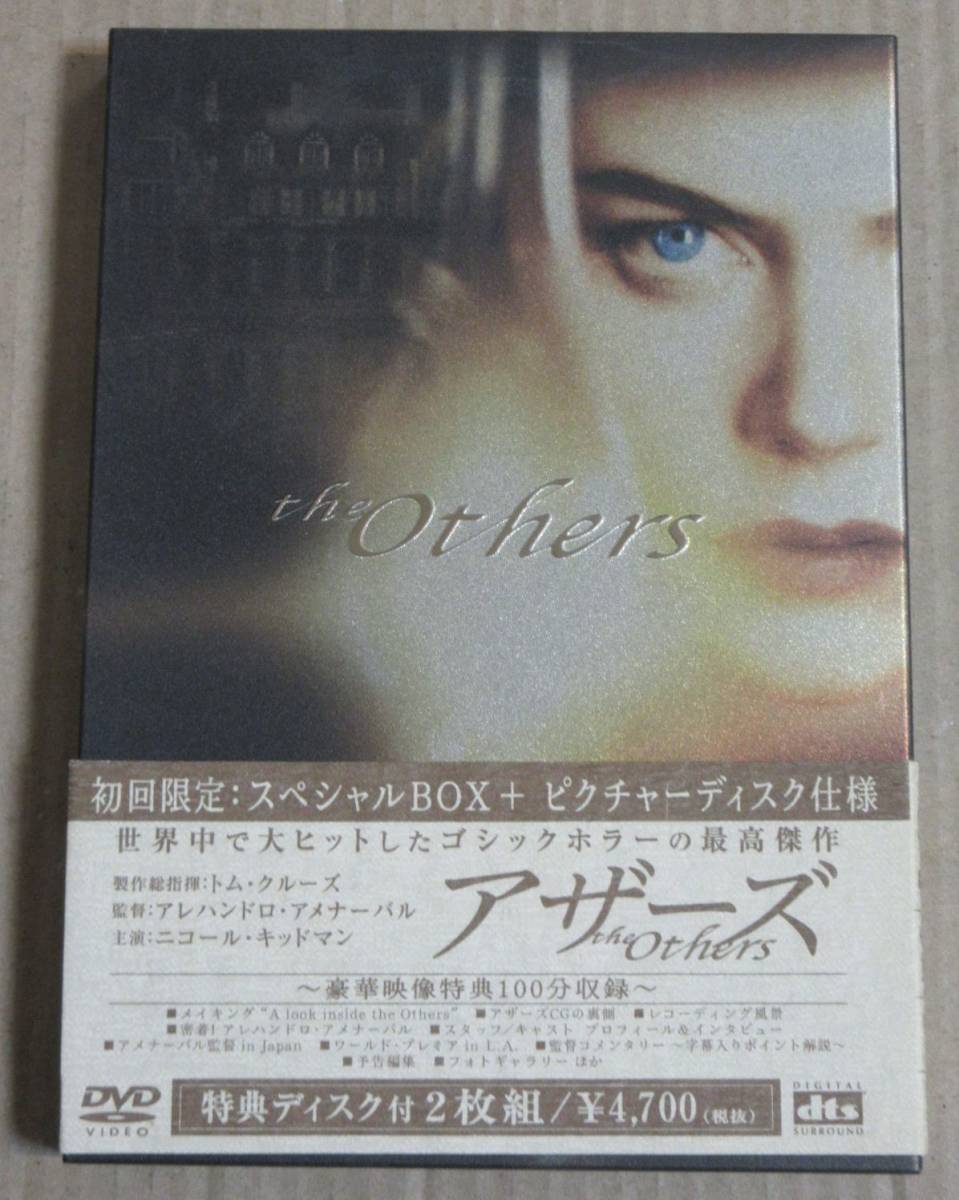 the Others
初回限定:スペシャルBOX+ ピクチャーディスク仕様
世界中で大ヒットしたゴシックホラーの最高傑作
製作総指揮:トム・クルーズ
監督:アレハンドロ・アメナーバル
主演:ニコール・キッドマン
アザーズ
the Others
～豪華映像特典100分収録～
■メイキング "A look inside the Others" ■アザーズCGの裏側 ■レコーディング風景
■密着!アレハンドロ・アメナーバル ■スタッフ/キャスト プロフィール&インタビュー
■アメナーバル監督 in Japan ■ワールド・プレミア in L.A. ■監督コメンタリー ～字幕入りポイント解説～
■予告編集 ■フォトギャラリー ほか
DVD
VIDEO
特典ディスク付 2枚組/¥4,700(税抜)
DIGITAL
dts
SURROUND